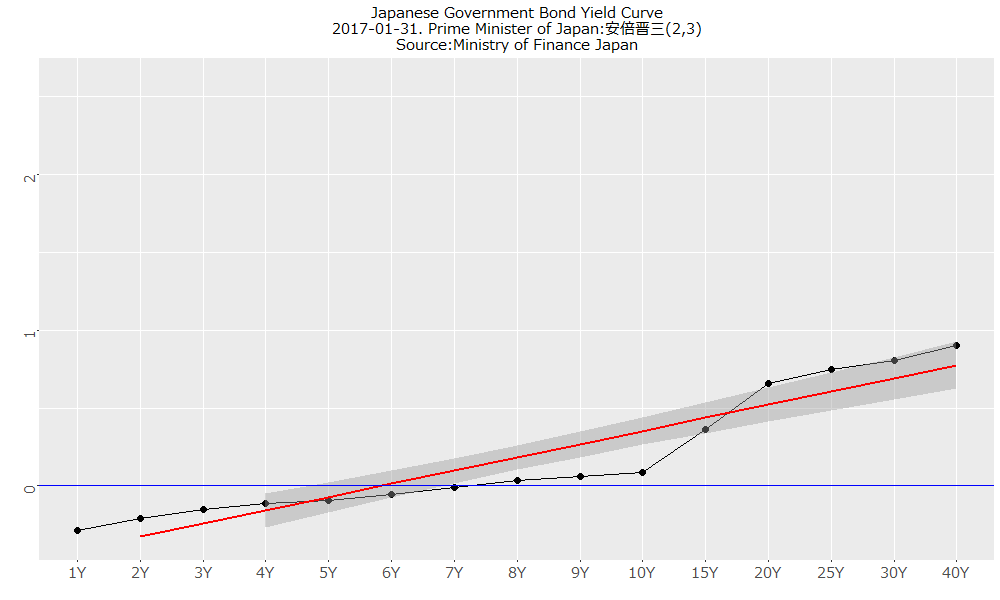 Japanese Government Bond Yield Curve
2017-01-31. Prime Minister of Japan:安倍晋三(2,3)
Source:Ministry of Finance Japan
2
1
0
1Y 2Y 3Y 4Y 5Y 6Y 7Y 8Y 9Y 10Y 15Y 20Y 25Y 30Y 40Y